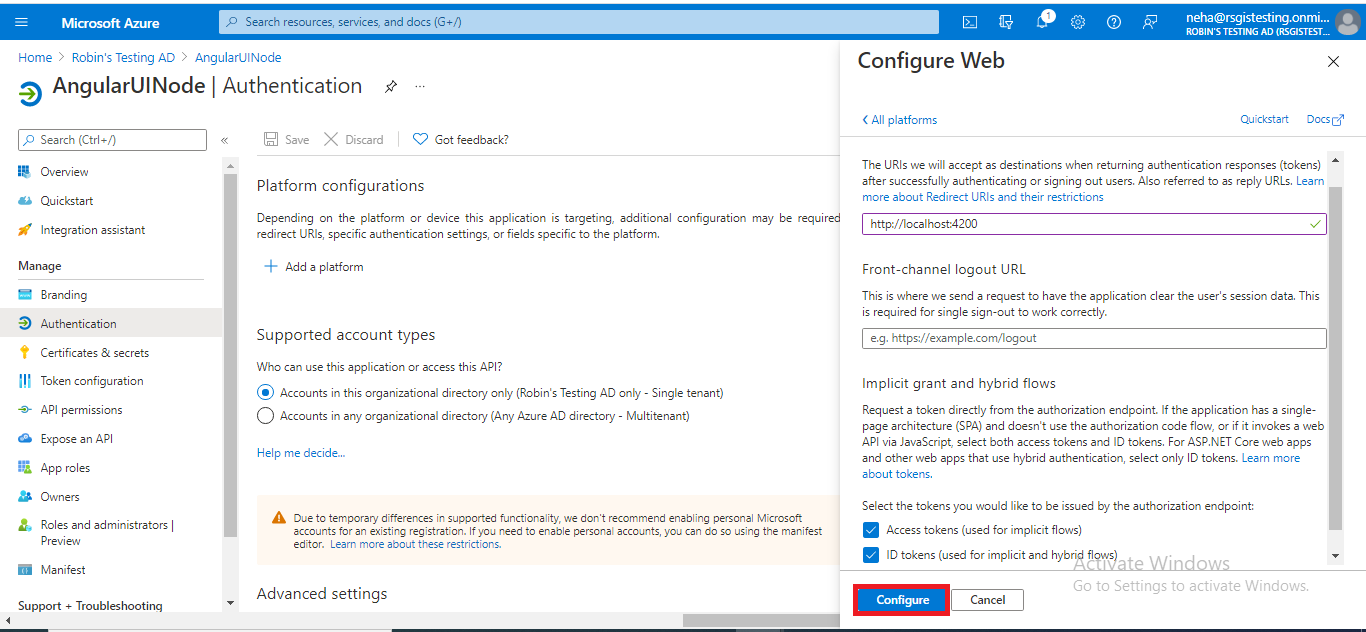 Microsoft Azure
Search resources, services, and docs (G+/)
1
neha@rsgistesting.onmi...
ROBIN'S TESTING AD (RSGISTEST...
Home > Robin's Testing AD > AngularUINode
AngularUINode | Authentication
...
Search (Ctrl+/)
«
Overview
Quickstart
Integration assistant
Manage
Branding
Authentication
Certificates & secrets
Token configuration
API permissions
Expose an API
App roles
Owners
Roles and administrators |
Preview
Manifest
Support + Troubleshooting
Save
Discard
Got feedback?
Platform configurations
Depending on the platform or device this application is targeting, additional configuration may be required
redirect URIs, specific authentication settings, or fields specific to the platform.
Add a platform
Supported account types
Who can use this application or access this API?
Accounts in this organizational directory only (Robin's Testing AD only - Single tenant)
Accounts in any organizational directory (Any Azure AD directory - Multitenant)
Help me decide...
Due to temporary differences in supported functionality, we don't recommend enabling personal Microsoft
accounts for an existing registration. If you need to enable personal accounts, you can do so using the manifest
editor. Learn more about these restrictions.
Advanced settings
Configure Web
All platforms
Quickstart
Docs
The URIs we will accept as destinations when returning authentication responses (tokens)
after successfully authenticating or signing out users. Also referred to as reply URLs. Learn
more about Redirect URIs and their restrictions
http://localhost:4200
Front-channel logout URL
This is where we send a request to have the application clear the user's session data. This
is required for single sign-out to work correctly.
e.g. https://example.com/logout
Implicit grant and hybrid flows
Request a token directly from the authorization endpoint. If the application has a single-
page architecture (SPA) and doesn't use the authorization code flow, or if it invokes a web
API via JavaScript, select both access tokens and ID tokens. For ASP.NET Core web apps
and other web apps that use hybrid authentication, select only ID tokens. Learn more
about tokens.
Select the tokens you would like to be issued by the authorization endpoint:
Access tokens (used for implicit flows)
ID tokens (used for implicit and hybrid flows)
Activate Windows
Go to Settings to activate Windows.
Configure
Cancel